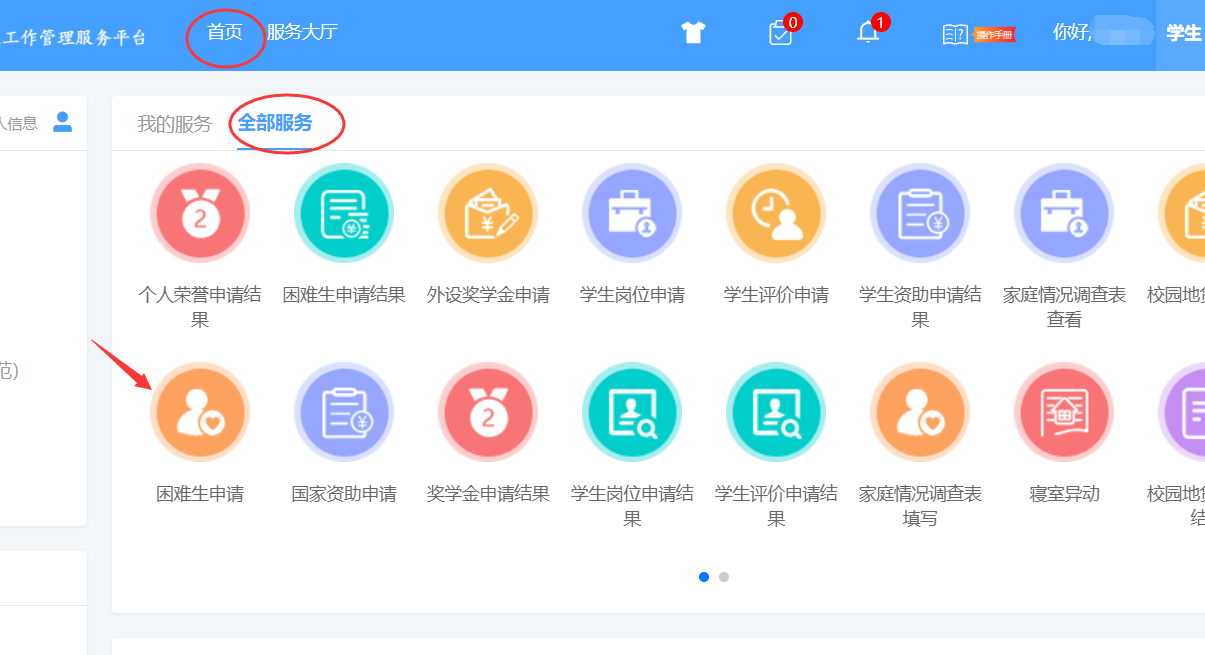 工作管理服务平台
首页
服务大厅
0
1
操作手册
你好,
学生
人信息
我的服务
全部服务
2
个人荣誉申请结
果
困难生申请结果
外设奖学金申请
学生岗位申请
学生评价申请
学生资助申请结
果
家庭情况调查表
查看
校园地
范)
困难生申请
国家资助申请
2
奖学金申请结果
学生岗位申请结
果
学生评价申请结
果
家庭情况调查表
填写
寝室异动
校园地
结